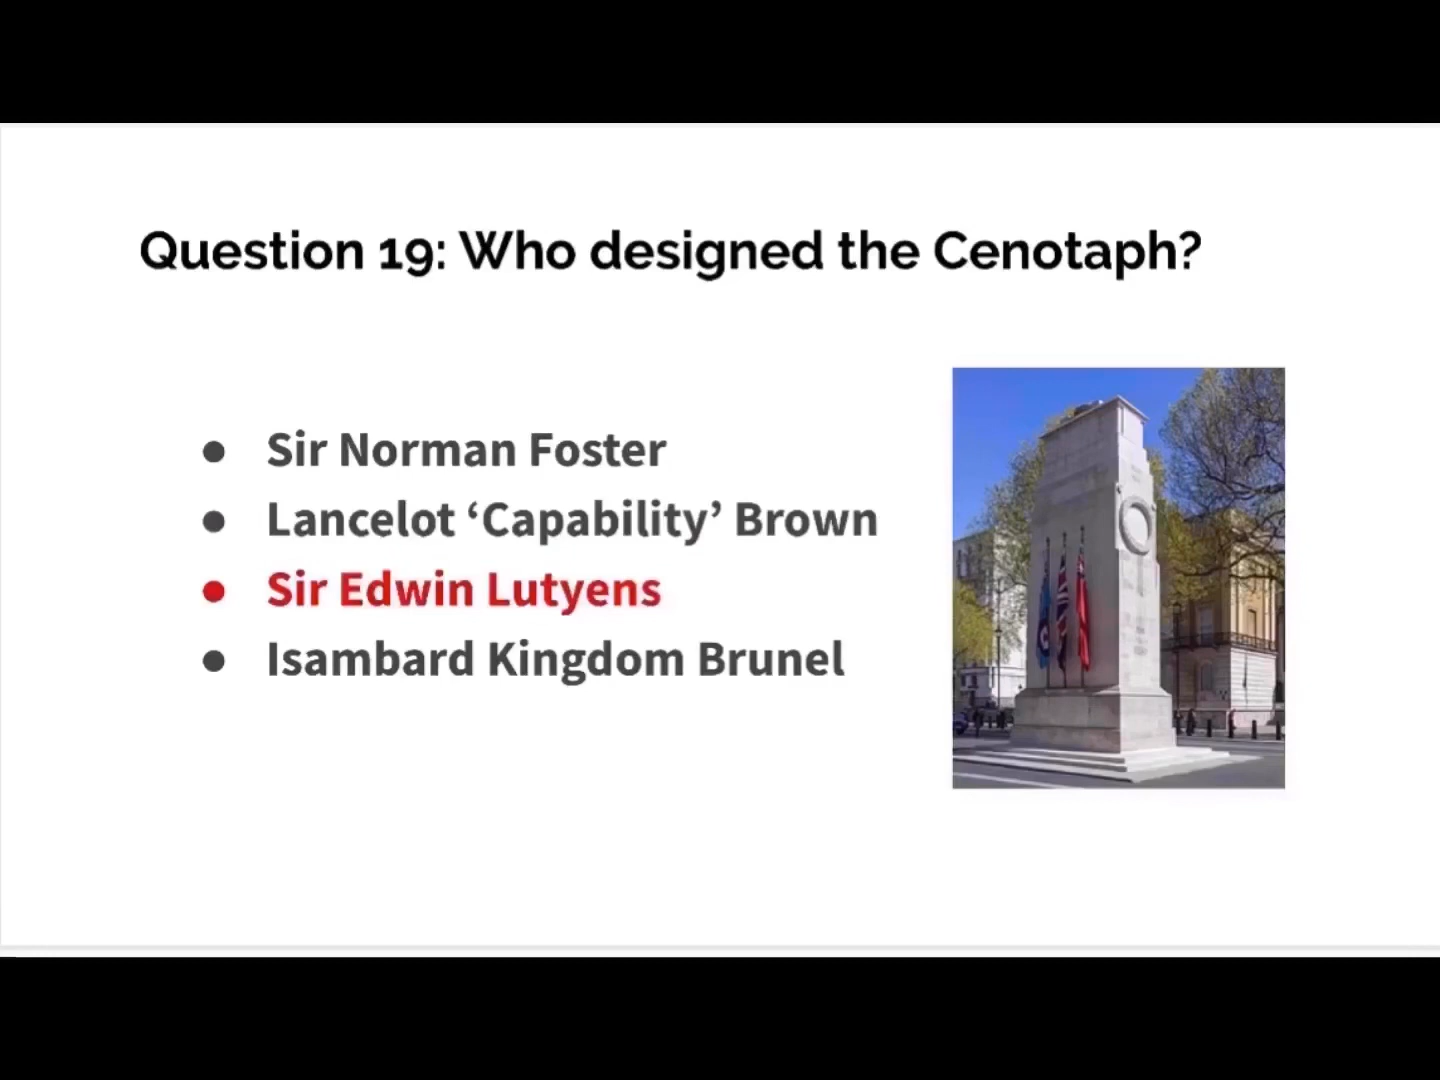 Question 19: Who designed the Cenotaph?
● Sir Norman Foster
● Lancelot ‘Capability’ Brown
● Sir Edwin Lutyens
● Isambard Kingdom Brunel